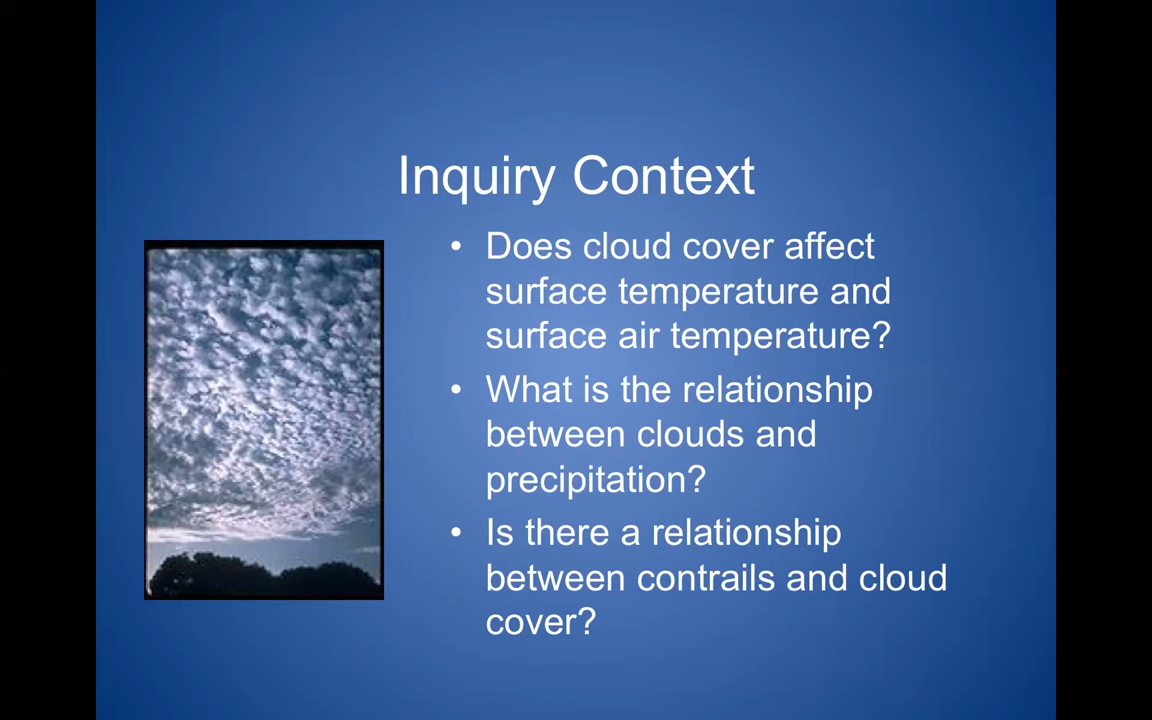 Inquiry Context
• Does cloud cover affect
surface temperature and
surface air temperature?
• What is the relationship
between clouds and
precipitation?
• Is there a relationship
between contrails and cloud
cover?